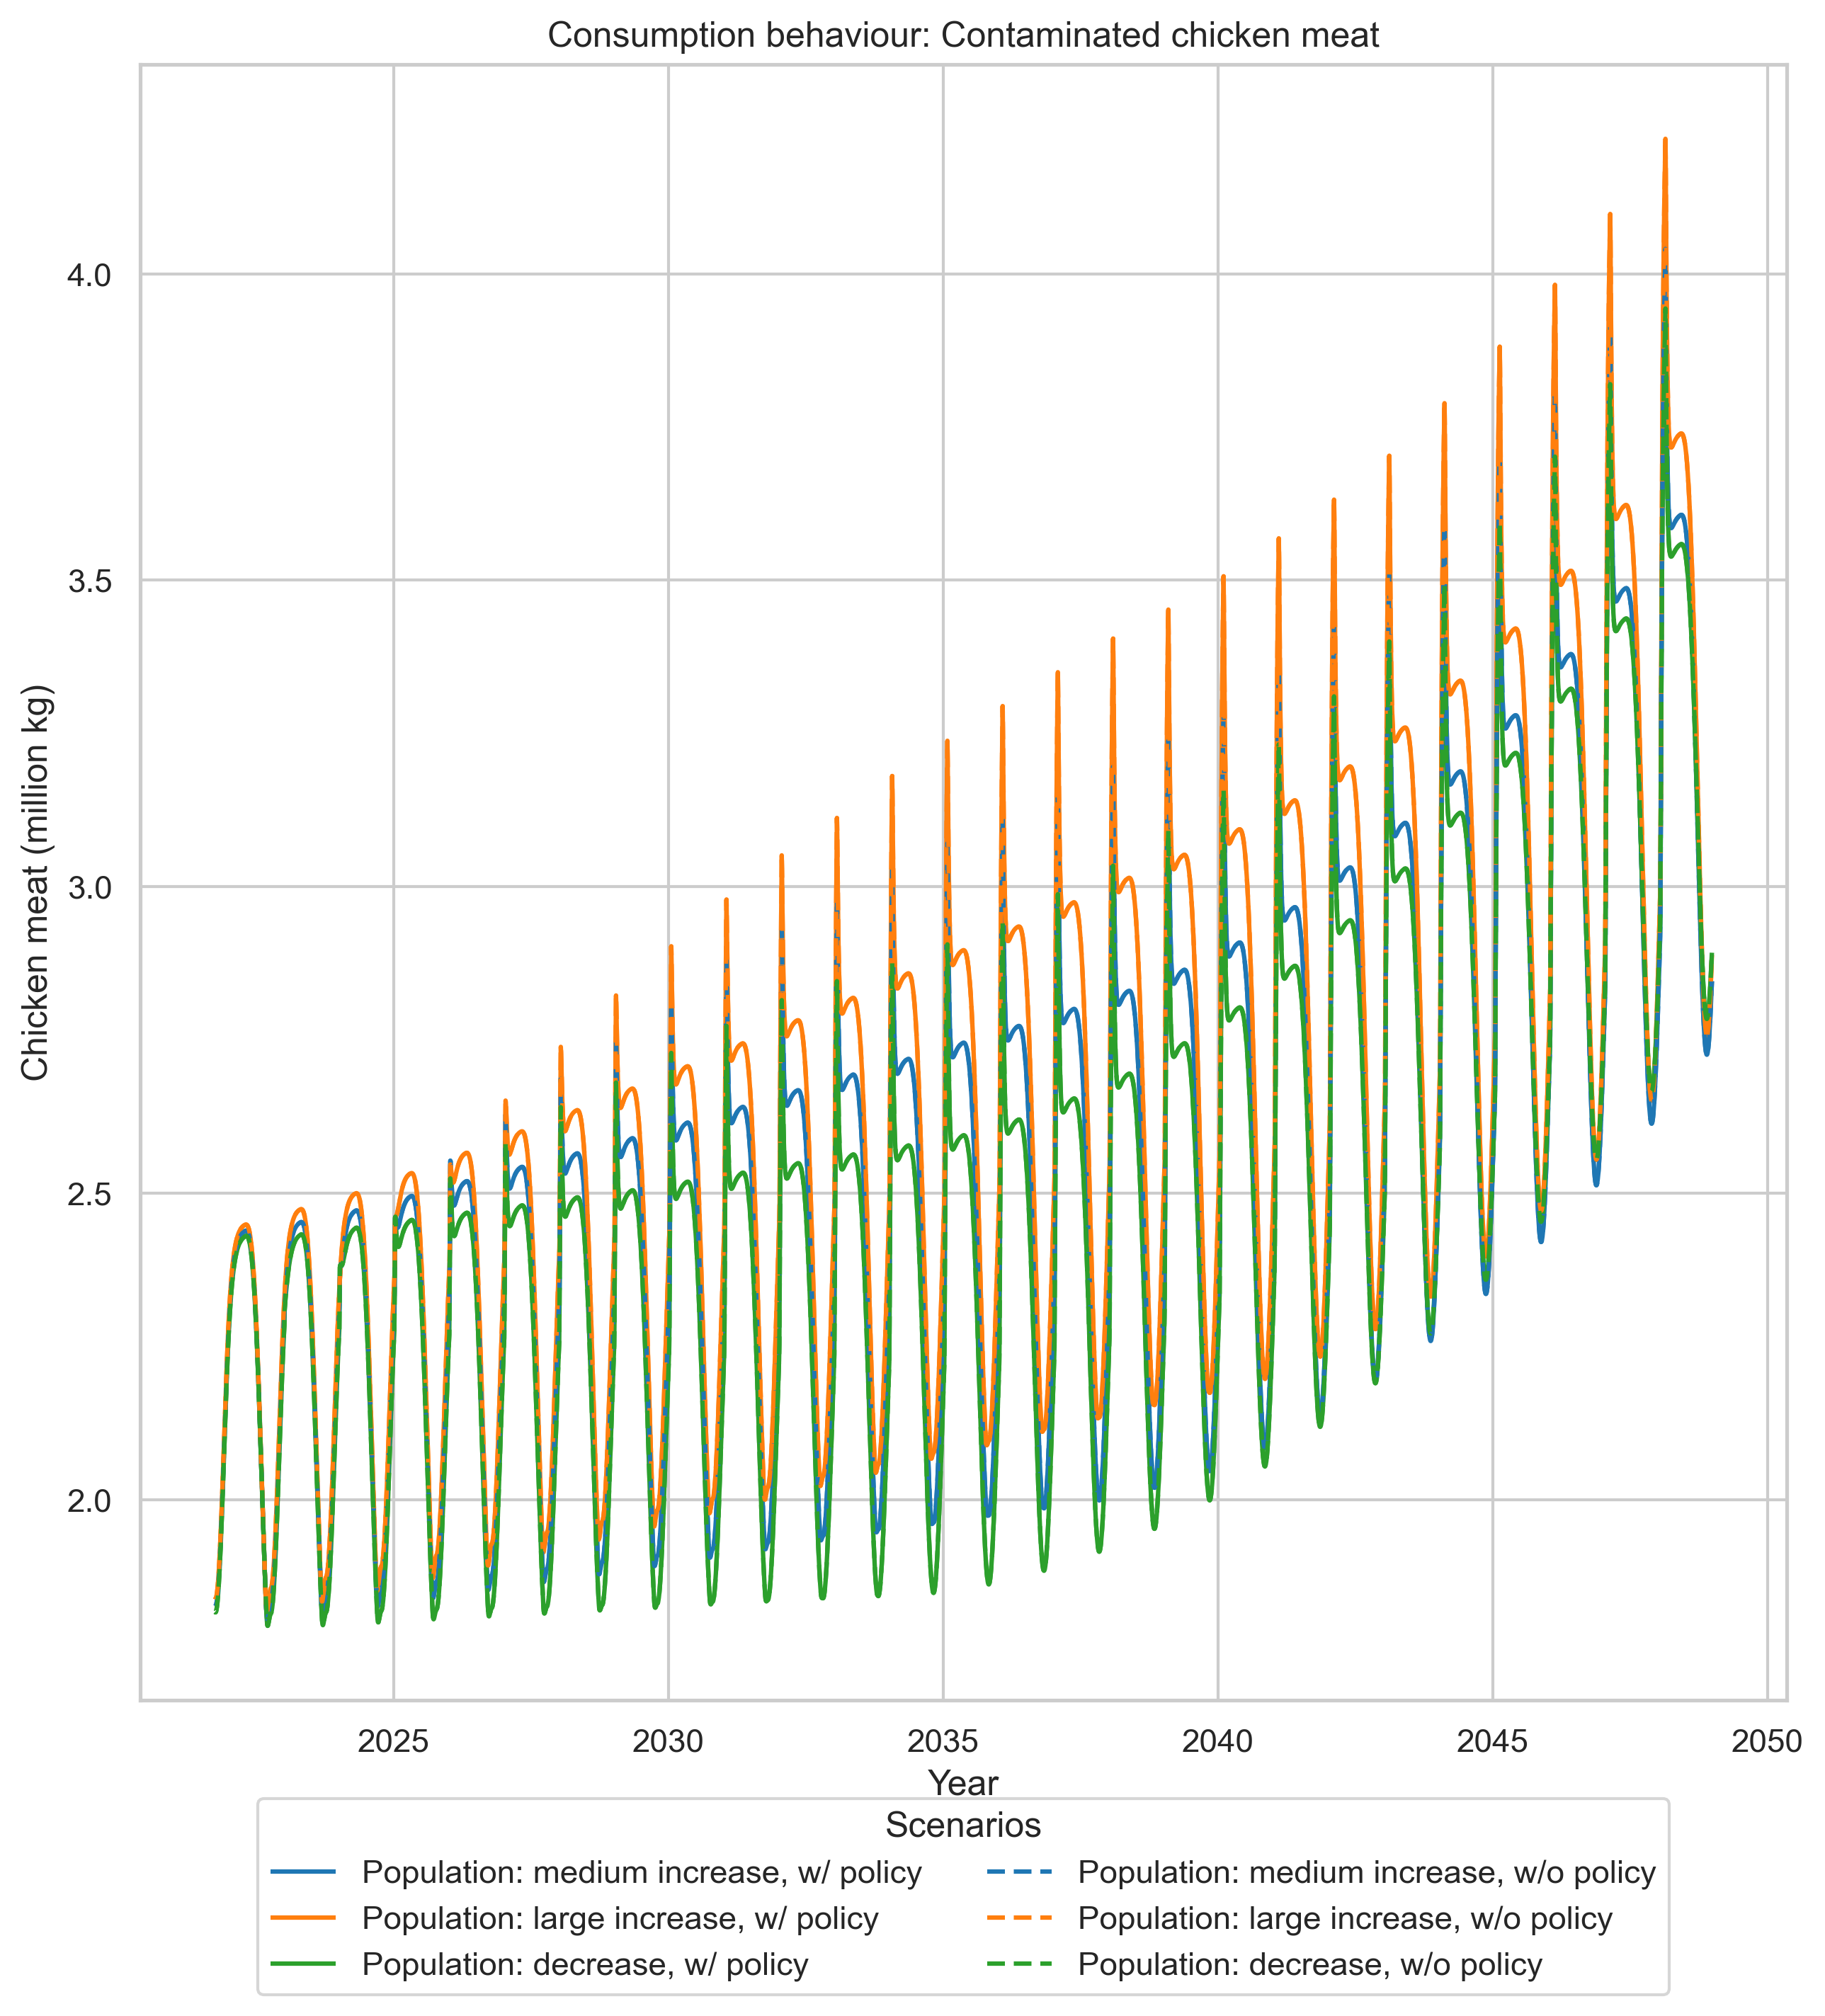 Consumption behaviour: Contaminated chicken meat
Chicken meat (million kg)
4.0
3.5
3.0
2.5
2.0
2025 2030 2035 2040 2045 2050
Year
Scenarios
Population: medium increase, w/ policy
Population: large increase, w/ policy
Population: decrease, w/ policy
Population: medium increase, w/o policy
Population: large increase, w/o policy
Population: decrease, w/o policy